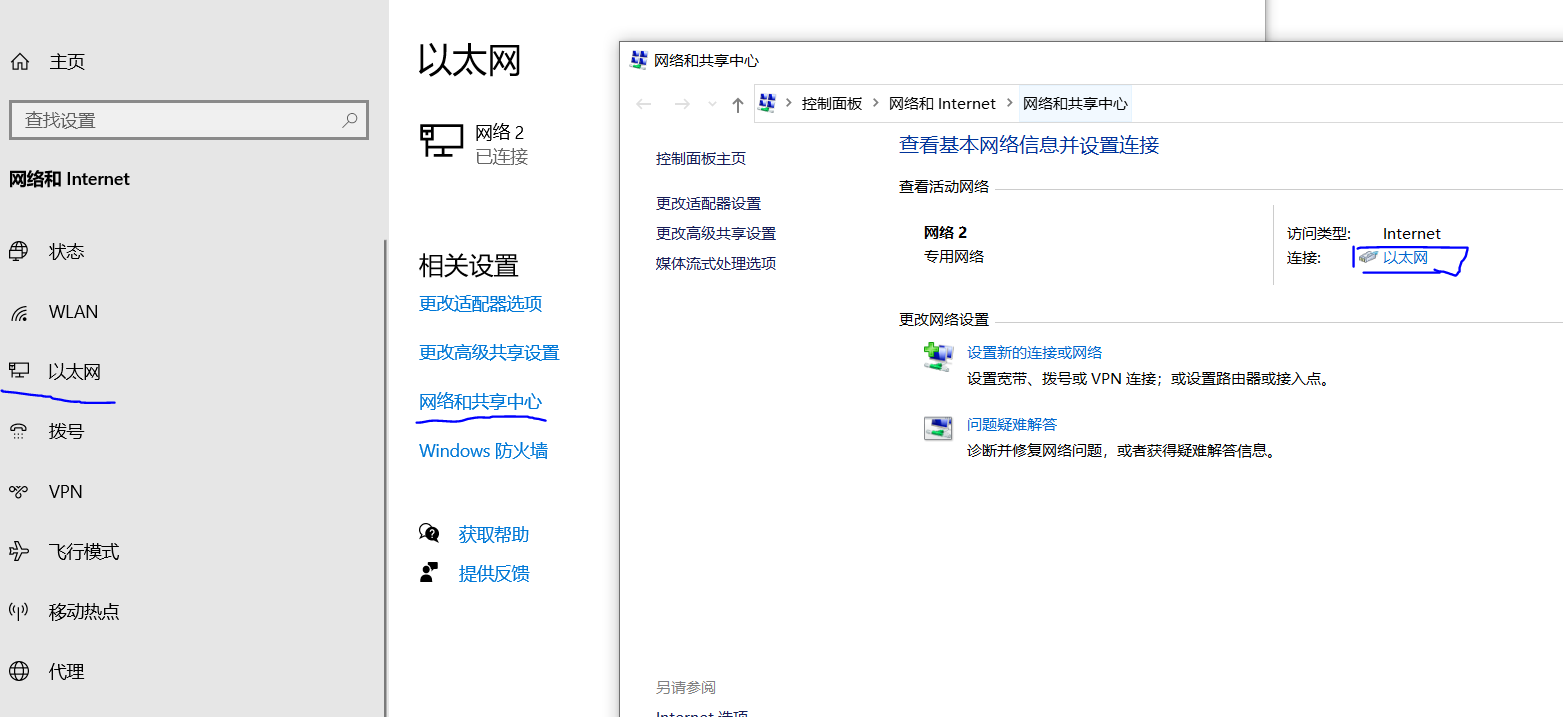 主页
查找设置
网络和 Internet
状态
WLAN
以太网
拨号
VPN
飞行模式
移动热点
代理
以太网
网络 2
已连接
相关设置
更改适配器选项
更改高级共享设置
网络和共享中心
Windows 防火墙
获取帮助
提供反馈
网络和共享中心
控制面板 网络和 Internet 网络和共享中心
控制面板主页
更改适配器设置
更改高级共享设置
媒体流式处理选项
查看基本网络信息并设置连接
查看活动网络
网络 2
专用网络
访问类型: Internet
连接: 以太网
更改网络设置
设置新的连接或网络
设置宽带、拨号或 VPN 连接；或设置路由器或接入点。
问题疑难解答
诊断并修复网络问题，或者获得疑难解答信息。
另请参阅
Internet 选项